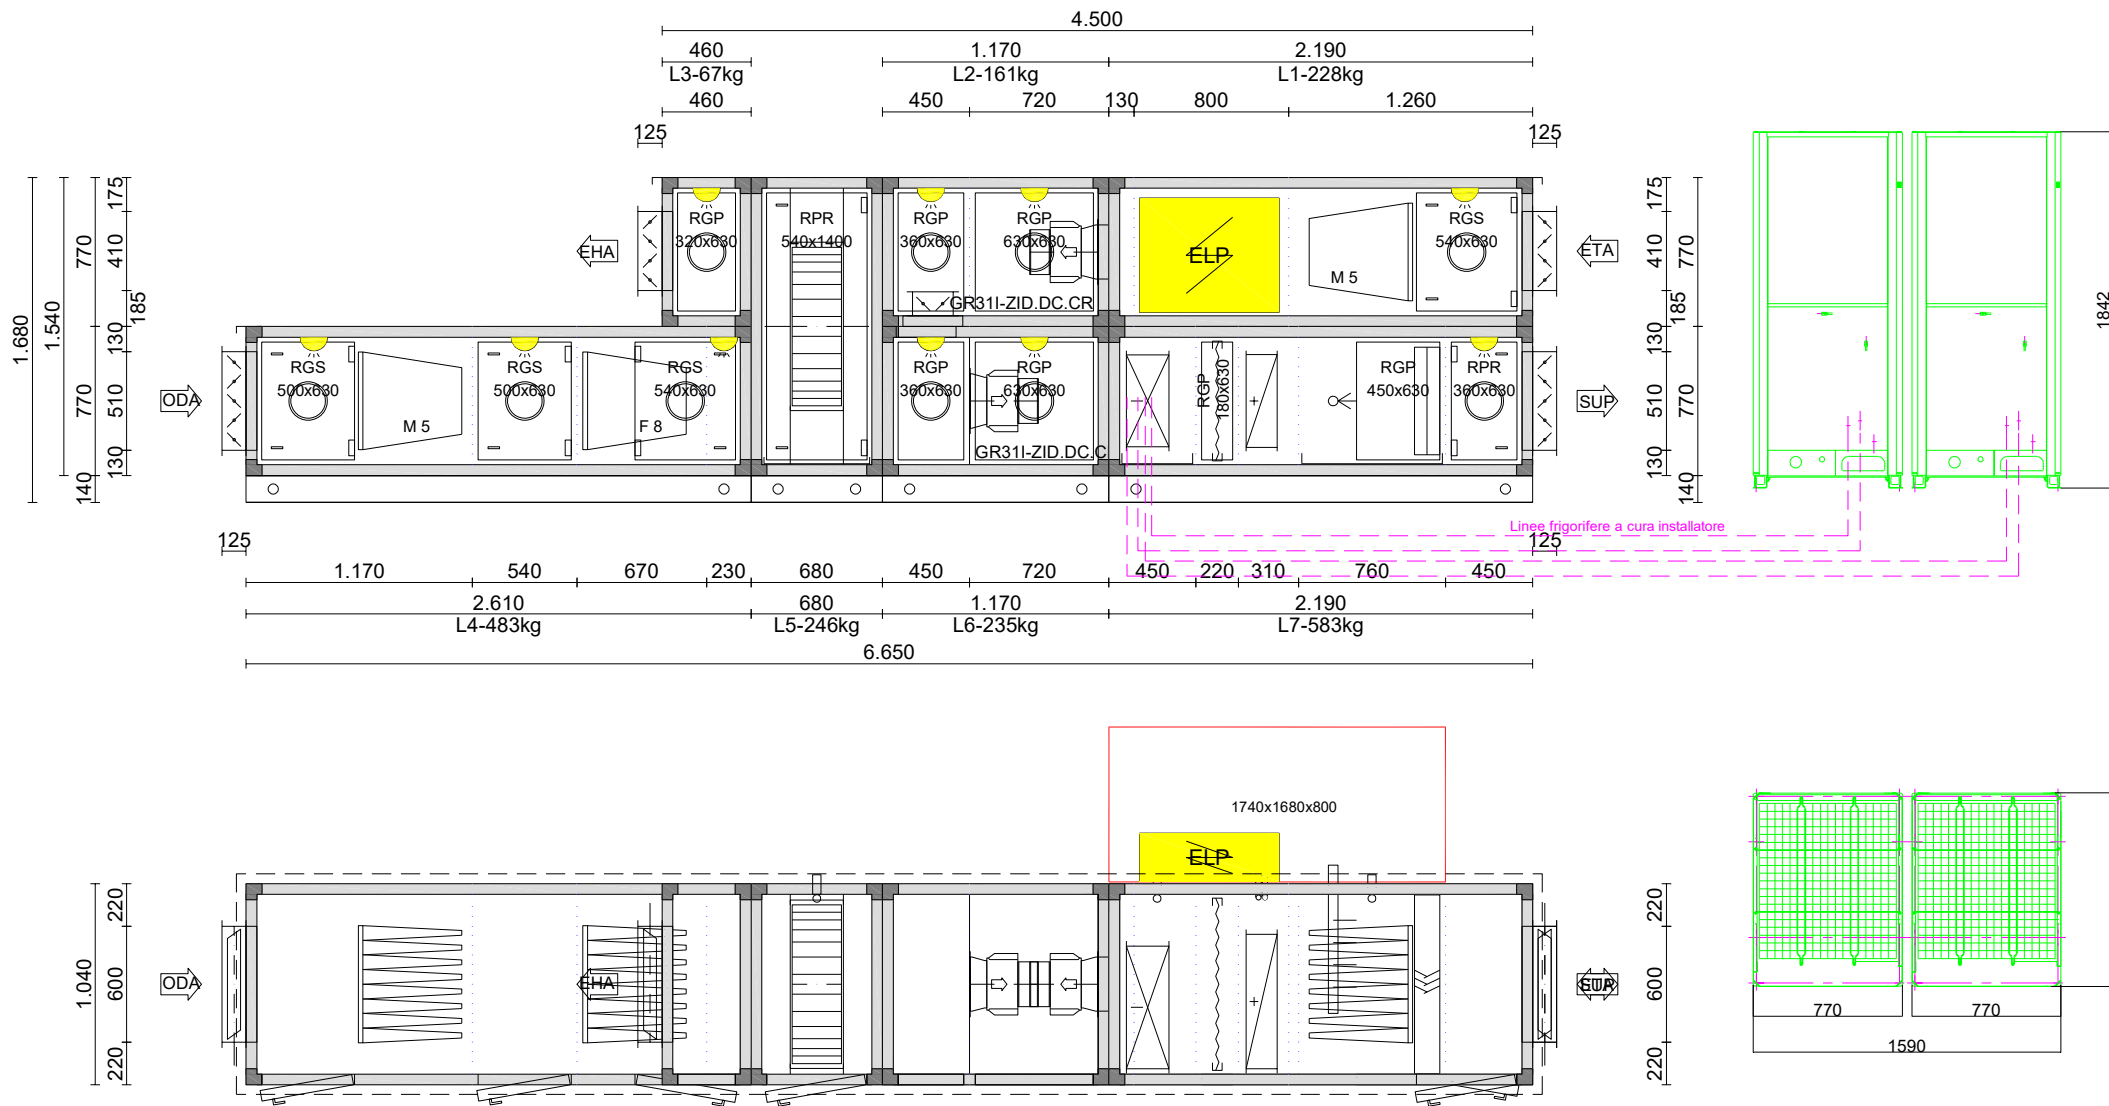 4.500
460 1.170 2.190
L3-67kg L2-161kg L1-228kg
460 450 720 130 800 1.260
125 125
175 175
RGP RPR RGP RGP RGS
320x630 540x1400 360x630 630x630 540x630
EHA ELP ETA
410 770 410 770
M 5
GR31I-ZID.DC.CR
185 185
1.680 1.540 1842
130 130
RGS RGS RGS RGP RGP RGP RGP RPR
500x630 500x630 540x630 360x630 630x630 180x630 450x630 360x630
ODA SUP
770 510 510 770
M 5 F 8
GR31I-ZID.DC.C
130 130
140 140
Linee frigorifere a cura installatore
125 125
1.170 540 670 230 680 450 720 450 220 310 760 450
2.610 680 1.170 2.190
L4-483kg L5-246kg L6-235kg L7-583kg
6.650
1740x1680x800
ELP
220 220
1.040 600 600
ODA EHA SUP ETA
220 220
770 770
1590